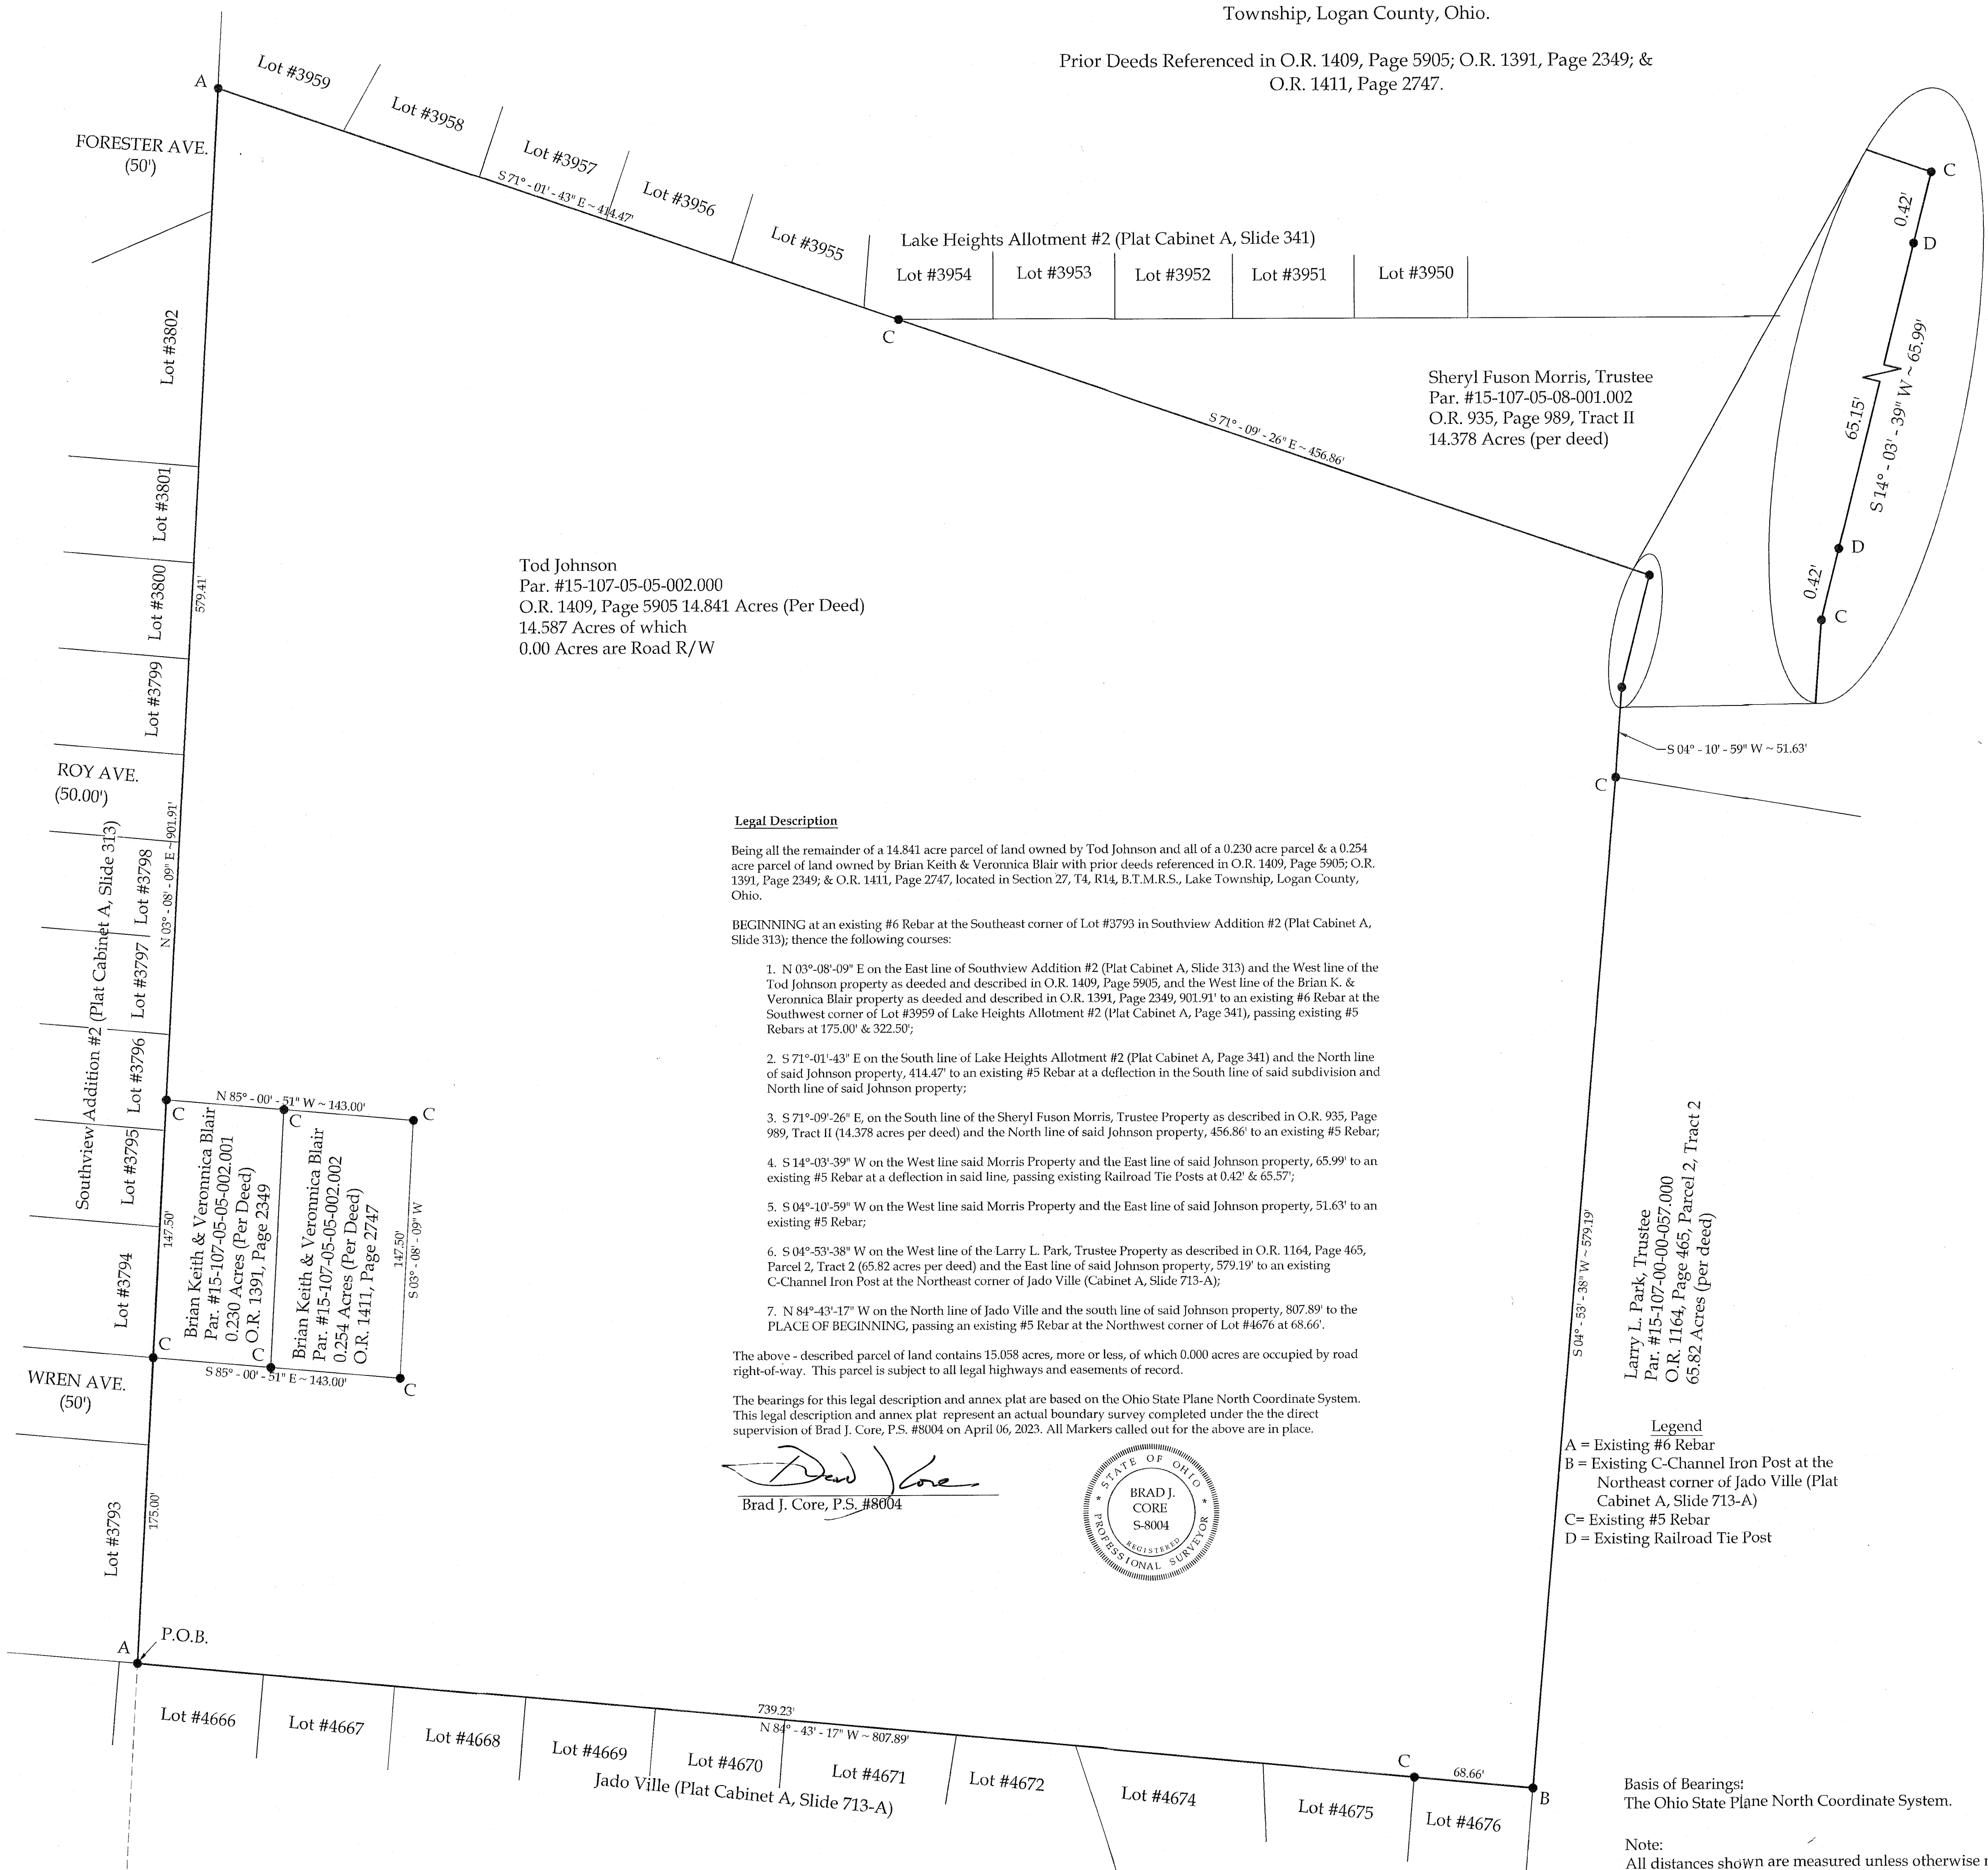 Township, Logan County, Ohio.
Prior Deeds Referenced in O.R. 1409, Page 5905; O.R. 1391, Page 2349; &
O.R. 1411, Page 2747.
A
Lot #3959
Lot #3958
Lot #3957
Lot #3956
Lot #3955
S 71° - 01' - 43" E ~ 414.47'
FORESTER AVE.
(50')
Lake Heights Allotment #2 (Plat Cabinet A, Slide 341)
Lot #3954
Lot #3953
Lot #3952
Lot #3951
Lot #3950
C
S 71° - 09' - 26" E ~ 456.86'
Sheryl Fuson Morris, Trustee
Par. #15-107-05-08-001.002
O.R. 935, Page 989, Tract II
14.378 Acres (per deed)
C
0.42'
D
65.15'
S 14° - 03' - 39" W ~ 65.99'
D
0.42'
C
S 04° - 10' - 59" W ~ 51.63'
C
Lot #3802
Lot #3801
Lot #3800
Lot #3799
579.41'
Tod Johnson
Par. #15-107-05-05-002.000
O.R. 1409, Page 5905 14.841 Acres (Per Deed)
14.587 Acres of which
0.00 Acres are Road R/W
ROY AVE.
(50.00')
Southview Addition #2 (Plat Cabinet A, Slide 313)
Lot #3798
Lot #3797
Lot #3796
Lot #3795
Lot #3794
N 03° - 08' - 09" E ~ 901.91'
N 85° - 00' - 51" W ~ 143.00'
C
C
C
147.50'
Brian Keith & Veronnica Blair
Par. #15-107-05-05-002.001
0.230 Acres (Per Deed)
O.R. 1391, Page 2349
Brian Keith & Veronnica Blair
Par. #15-107-05-05-002.002
0.254 Acres (Per Deed)
O.R. 1411, Page 2747
147.50'
S 03° - 08' - 09" W
C
C
C
S 85° - 00' - 51" E ~ 143.00'
WREN AVE.
(50')
Lot #3793
175.00'
Legal Description
Being all the remainder of a 14.841 acre parcel of land owned by Tod Johnson and all of a 0.230 acre parcel & a 0.254
acre parcel of land owned by Brian Keith & Veronnica Blair with prior deeds referenced in O.R. 1409, Page 5905; O.R.
1391, Page 2349; & O.R. 1411, Page 2747, located in Section 27, T4, R14, B.T.M.R.S., Lake Township, Logan County,
Ohio.
BEGINNING at an existing #6 Rebar at the Southeast corner of Lot #3793 in Southview Addition #2 (Plat Cabinet A,
Slide 313); thence the following courses:
1. N 03°-08'-09" E on the East line of Southview Addition #2 (Plat Cabinet A, Slide 313) and the West line of the
Tod Johnson property as deeded and described in O.R. 1409, Page 5905, and the West line of the Brian K. &
Veronnica Blair property as deeded and described in O.R. 1391, Page 2349, 901.91' to an existing #6 Rebar at the
Southwest corner of Lot #3959 of Lake Heights Allotment #2 (Plat Cabinet A, Page 341), passing existing #5
Rebars at 175.00' & 322.50';
2. S 71°-01'-43" E on the South line of Lake Heights Allotment #2 (Plat Cabinet A, Page 341) and the North line
of said Johnson property, 414.47' to an existing #5 Rebar at a deflection in the South line of said subdivision and
North line of said Johnson property;
3. S 71°-09'-26" E, on the South line of the Sheryl Fuson Morris, Trustee Property as described in O.R. 935, Page
989, Tract II (14.378 acres per deed) and the North line of said Johnson property, 456.86' to an existing #5 Rebar;
4. S 14°-03'-39" W on the West line said Morris Property and the East line of said Johnson property, 65.99' to an
existing #5 Rebar at a deflection in said line, passing existing Railroad Tie Posts at 0.42' & 65.57';
5. S 04°-10'-59" W on the West line said Morris Property and the East line of said Johnson property, 51.63' to an
existing #5 Rebar;
6. S 04°-53'-38" W on the West line of the Larry L. Park, Trustee Property as described in O.R. 1164, Page 465,
Parcel 2, Tract 2 (65.82 acres per deed) and the East line of said Johnson property, 579.19' to an existing
C-Channel Iron Post at the Northeast corner of Jado Ville (Cabinet A, Slide 713-A);
7. N 84°-43'-17" W on the North line of Jado Ville and the south line of said Johnson property, 807.89' to the
PLACE OF BEGINNING, passing an existing #5 Rebar at the Northwest corner of Lot #4676 at 68.66'.
The above - described parcel of land contains 15.058 acres, more or less, of which 0.000 acres are occupied by road
right-of-way. This parcel is subject to all legal highways and easements of record.
The bearings for this legal description and annex plat are based on the Ohio State Plane North Coordinate System.
This legal description and annex plat represent an actual boundary survey completed under the the direct
supervision of Brad J. Core, P.S. #8004 on April 06, 2023. All Markers called out for the above are in place.
Brad J Core
Brad J. Core, P.S. #8004
STATE OF OHIO
BRAD J.
CORE
S-8004
REGISTERED
PROFESSIONAL SURVEYOR
S 04° - 53' - 38" W ~ 579.19'
Larry L. Park, Trustee
Par. #15-107-00-00-057.000
O.R. 1164, Page 465, Parcel 2, Tract 2
65.82 Acres (per deed)
Legend
A = Existing #6 Rebar
B = Existing C-Channel Iron Post at the
Northeast corner of Jado Ville (Plat
Cabinet A, Slide 713-A)
C= Existing #5 Rebar
D = Existing Railroad Tie Post
P.O.B.
A
Lot #4666
Lot #4667
Lot #4668
Lot #4669
Lot #4670
Lot #4671
Lot #4672
Lot #4674
Lot #4675
Lot #4676
739.23'
N 84° - 43' - 17" W ~ 807.89'
C
68.66'
B
Jado Ville (Plat Cabinet A, Slide 713-A)
Basis of Bearings:
The Ohio State Plane North Coordinate System.
Note:
All distances shown are measured unless otherwise